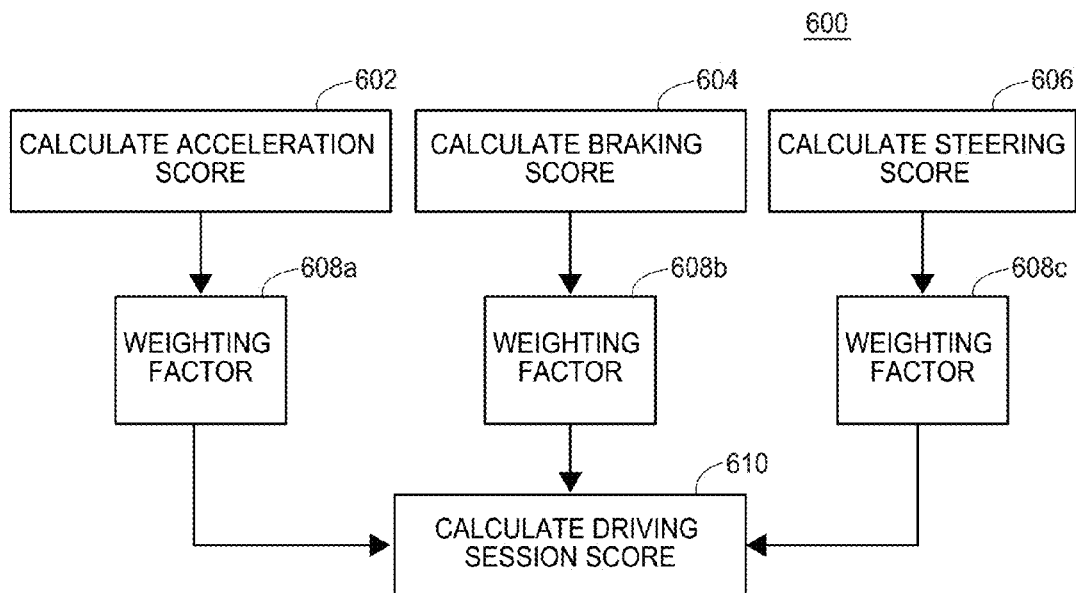 600
602
604
606
CALCULATE ACCELERATION
SCORE
CALCULATE BRAKING
SCORE
CALCULATE STEERING
SCORE
608a
608b
608c
WEIGHTING
FACTOR
WEIGHTING
FACTOR
WEIGHTING
FACTOR
610
CALCULATE DRIVING
SESSION SCORE